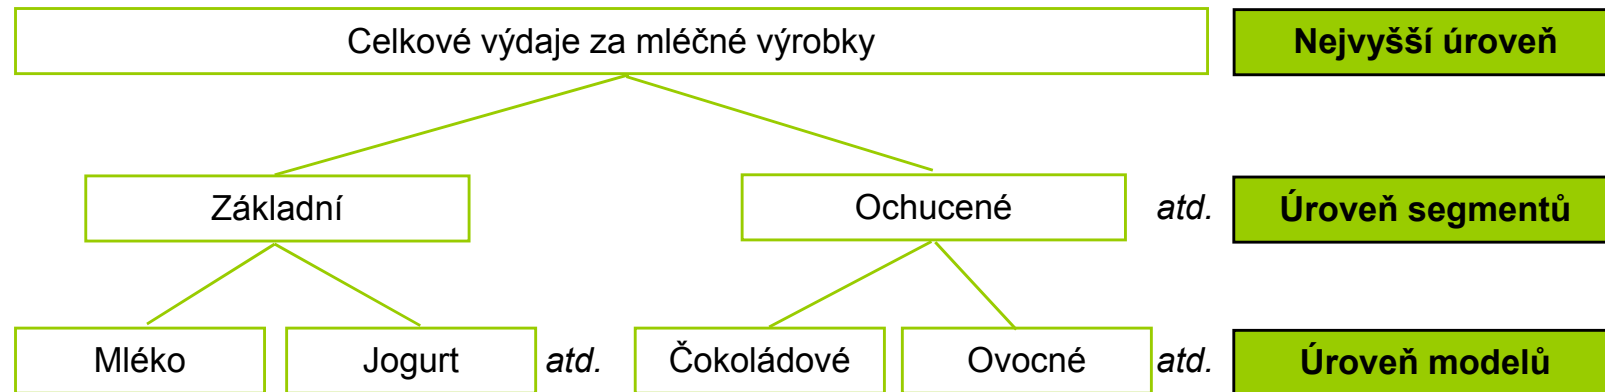 Celkové výdaje za mléčné výrobky
Nejvyšší úroveň
Základní
Ochucené
atd.
Úroveň segmentů
Mléko
Jogurt
atd.
Čokoládové
Ovocné
atd.
Úroveň modelů